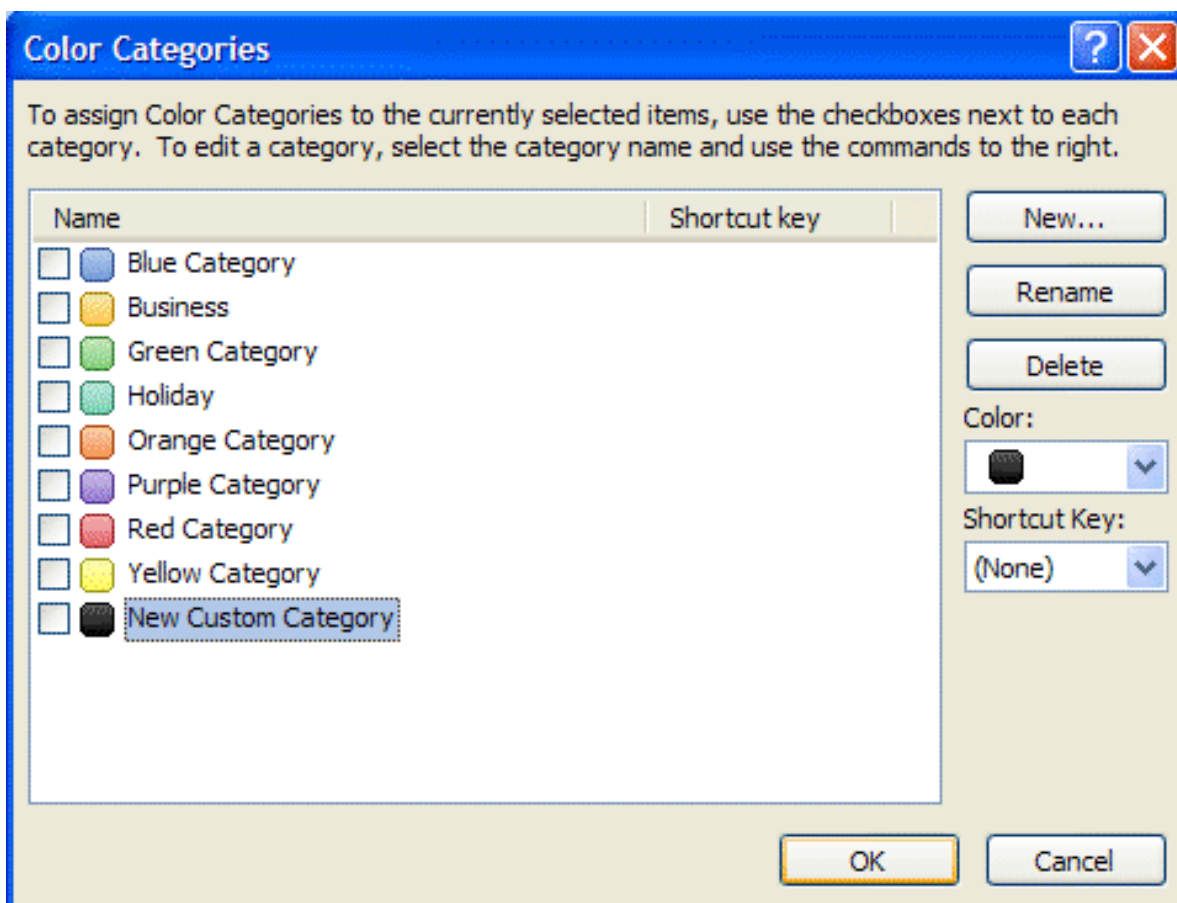 Color Categories
To assign Color Categories to the currently selected items, use the checkboxes next to each
category.  To edit a category, select the category name and use the commands to the right.
Name Shortcut key
Blue Category
Business
Green Category
Holiday
Orange Category
Purple Category
Red Category
Yellow Category
New Custom Category
New...
Rename
Delete
Color:
Shortcut Key:
(None)
OK Cancel